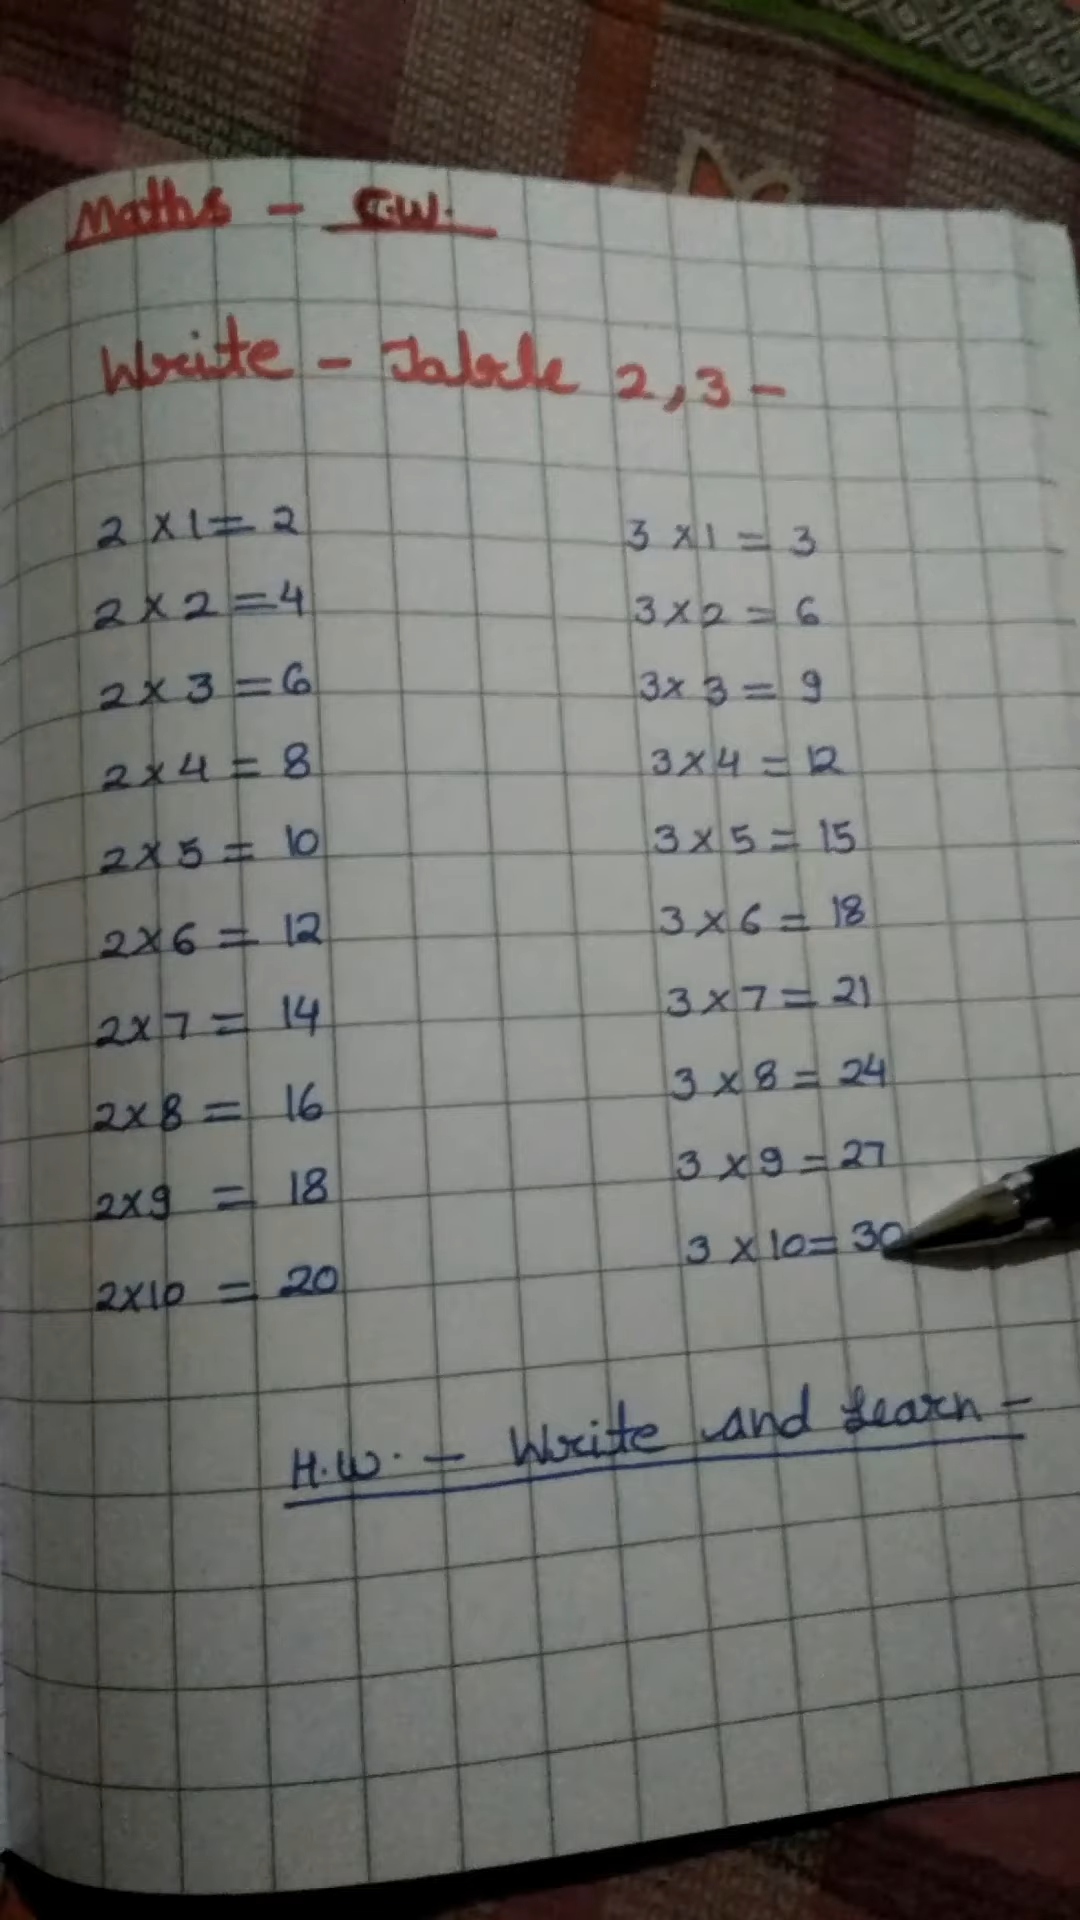 Maths - C.W.
Write - Table 2, 3 -
2 × 1 = 2
2 × 2 = 4
2 × 3 = 6
2 × 4 = 8
2 × 5 = 10
2 × 6 = 12
2 × 7 = 14
2 × 8 = 16
2 × 9 = 18
2 × 10 = 20
3 × 1 = 3
3 × 2 = 6
3 × 3 = 9
3 × 4 = 12
3 × 5 = 15
3 × 6 = 18
3 × 7 = 21
3 × 8 = 24
3 × 9 = 27
3 × 10 = 30
H.W. - Write and Learn -